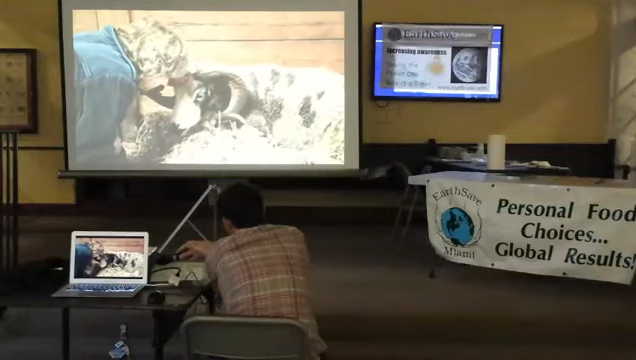 EarthSave
Increasing awareness
EarthSave
Miami
Personal Food
Choices...
Global Results!